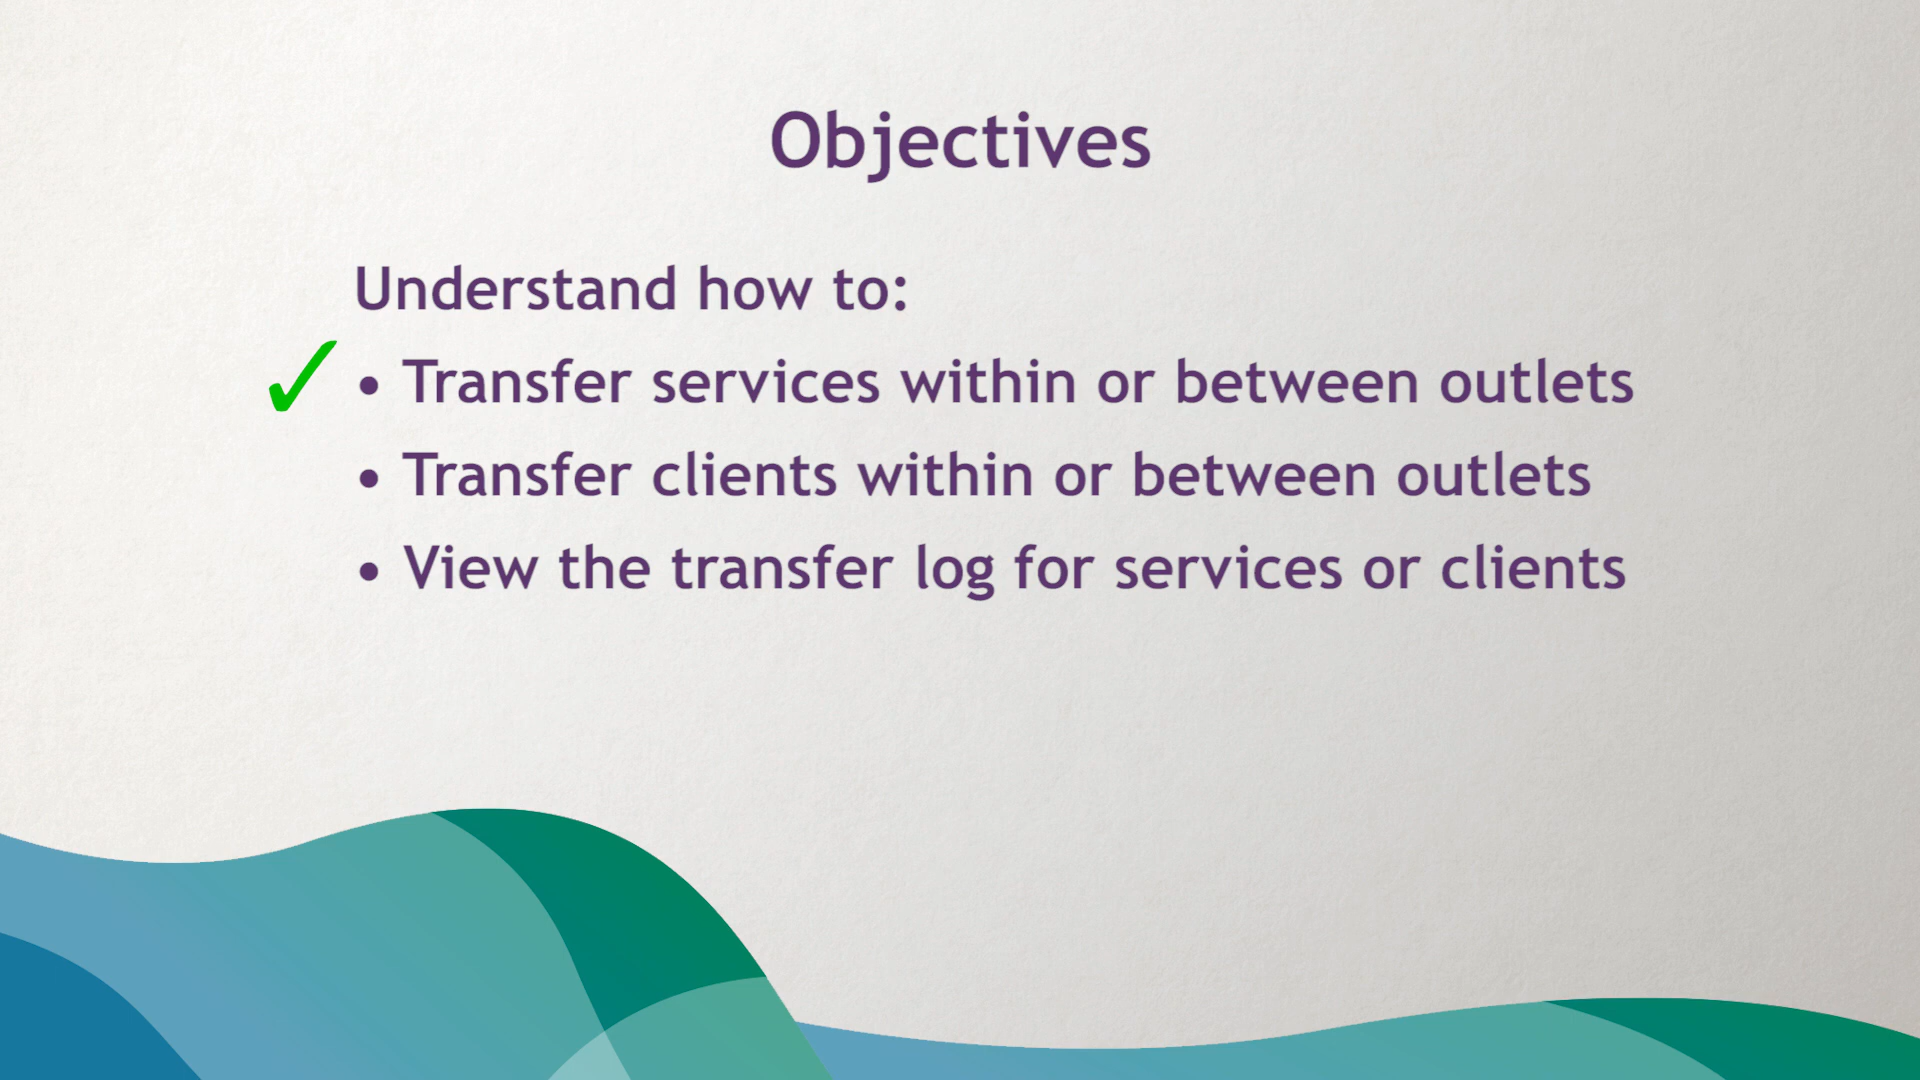 Objectives
Understand how to:
✓ • Transfer services within or between outlets
• Transfer clients within or between outlets
• View the transfer log for services or clients